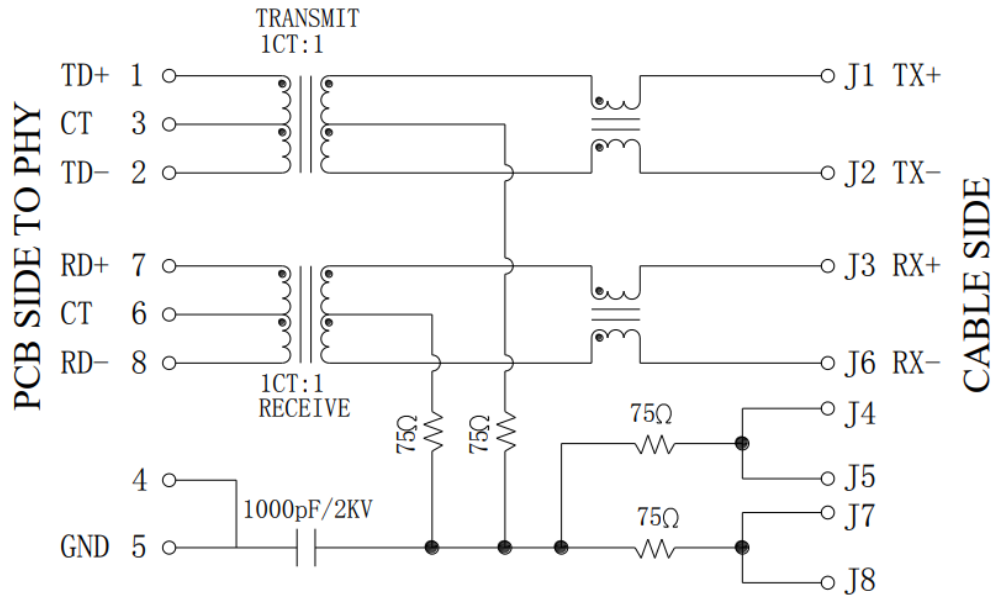 TRANSMIT
1CT:1
TD+ 1
CT 3
TD- 2
J1 TX+
J2 TX-
PCB SIDE TO PHY
CABLE SIDE
RD+ 7
CT 6
RD- 8
J3 RX+
J6 RX-
1CT:1
RECEIVE
75Ω
75Ω
75Ω
J4
J5
4
GND 5
1000pF/2KV
75Ω
J7
J8